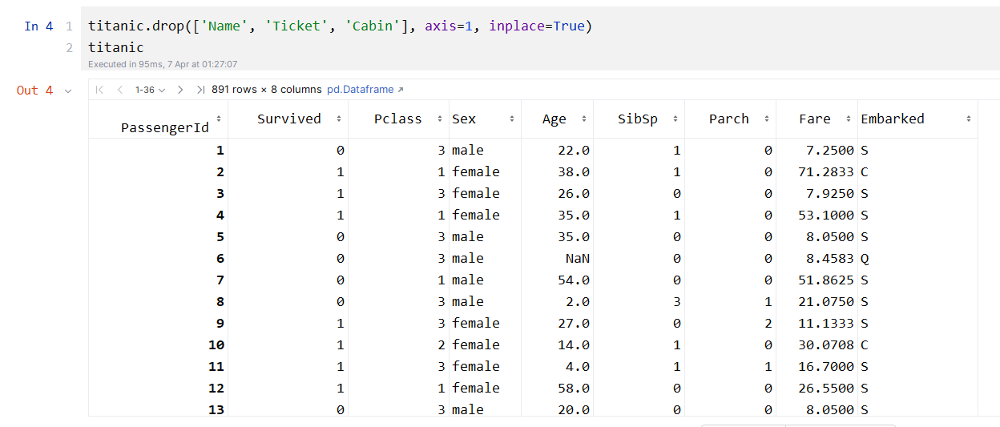 In 4 1 titanic.drop(['Name', 'Ticket', 'Cabin'], axis=1, inplace=True)
2 titanic
Executed in 95ms, 7 Apr at 01:27:07
Out 4 1-36 891 rows × 8 columns pd.Dataframe
PassengerId Survived Pclass Sex Age SibSp Parch Fare Embarked
1 0 3 male 22.0 1 0 7.2500 S
2 1 1 female 38.0 1 0 71.2833 C
3 1 3 female 26.0 0 0 7.9250 S
4 1 1 female 35.0 1 0 53.1000 S
5 0 3 male 35.0 0 0 8.0500 S
6 0 3 male NaN 0 0 8.4583 Q
7 0 1 male 54.0 0 0 51.8625 S
8 0 3 male 2.0 3 1 21.0750 S
9 1 3 female 27.0 0 2 11.1333 S
10 1 2 female 14.0 1 0 30.0708 C
11 1 3 female 4.0 1 1 16.7000 S
12 1 1 female 58.0 0 0 26.5500 S
13 0 3 male 20.0 0 0 8.0500 S